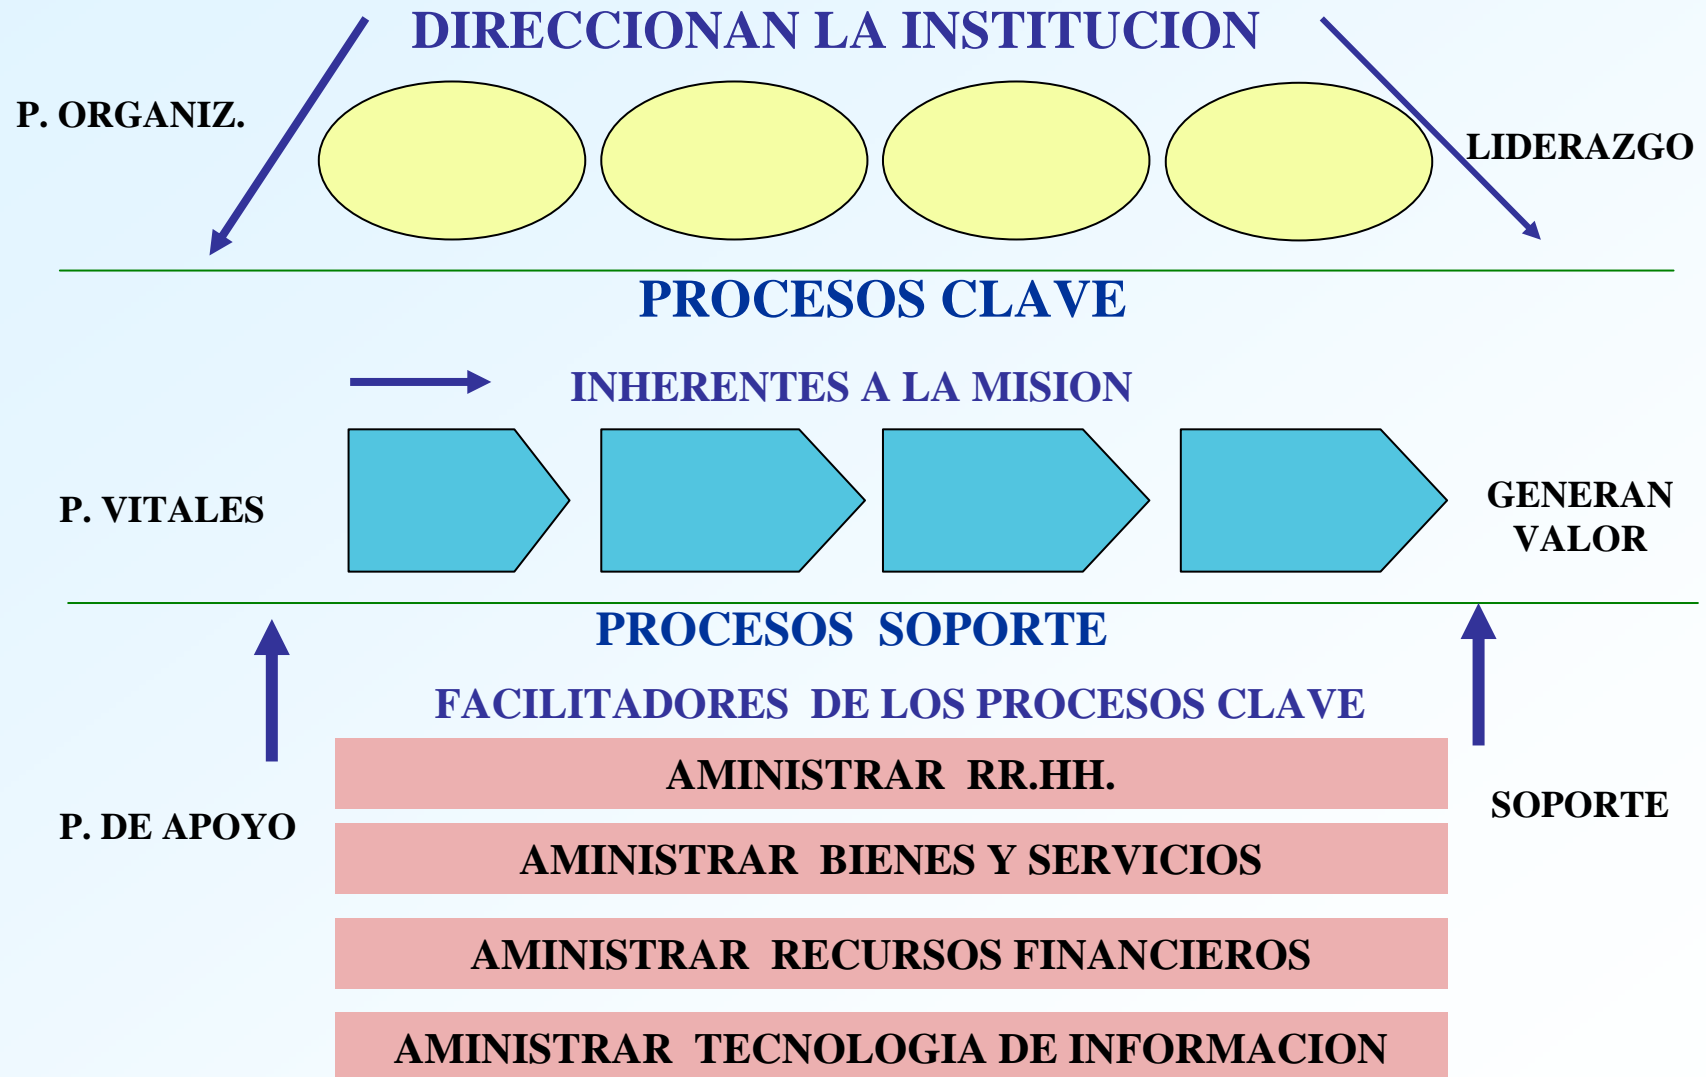 DIRECCIONAN LA INSTITUCION
P. ORGANIZ.
LIDERAZGO
PROCESOS CLAVE
INHERENTES A LA MISION
P. VITALES
GENERAN
VALOR
PROCESOS SOPORTE
FACILITADORES DE LOS PROCESOS CLAVE
AMINISTRAR RR.HH.
P. DE APOYO
SOPORTE
AMINISTRAR BIENES Y SERVICIOS
AMINISTRAR RECURSOS FINANCIEROS
AMINISTRAR TECNOLOGIA DE INFORMACION